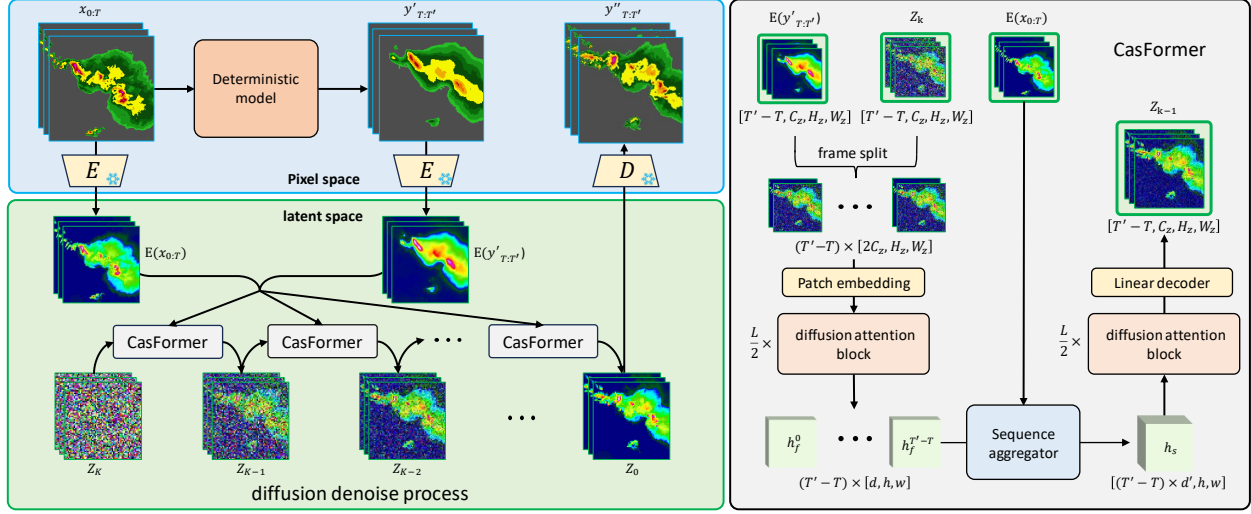 x_{0:T}
y'_{T:T'}
y''_{T:T'}
Deterministic
model
E
E
D
Pixel space
latent space
E(x_{0:T})
E(y'_{T:T'})
CasFormer
CasFormer
• • •
CasFormer
• • •
Z_K
Z_{K-1}
Z_{K-2}
Z_0
diffusion denoise process
E(y'_{T:T'})
Z_k
E(x_{0:T})
CasFormer
[T' − T, C_z, H_z, W_z]
[T' − T, C_z, H_z, W_z]
frame split
Z_{k-1}
• • •
[T' − T, C_z, H_z, W_z]
(T'−T) × [2C_z, H_z, W_z]
Patch embedding
Linear decoder
L/2 ×
diffusion attention
block
L/2 ×
diffusion attention
block
h_f^0
• • •
h_f^{T'−T}
Sequence
aggregator
h_s
(T' − T) × [d, h, w]
[(T' − T) × d', h, w]